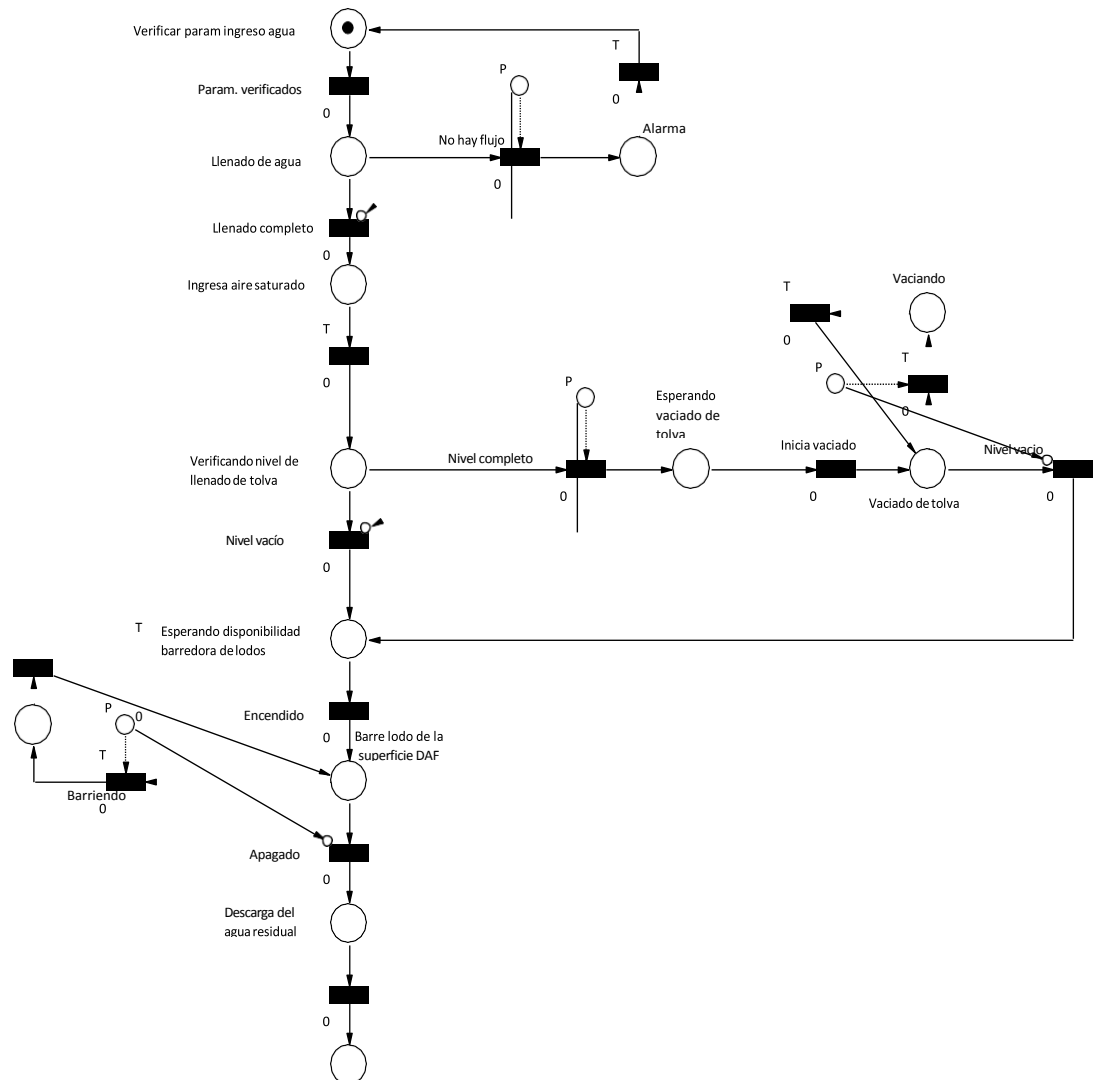 Verificar param ingreso agua
T
Param. verificados
P
0
0
No hay flujo
Alarma
Llenado de agua
0
Llenado completo
0
Ingresa aire saturado
Vaciando
T
T
0
0
T
P
0
P
Esperando
vaciado de
tolva
Inicia vaciado
Nivel vacio
Verificando nivel de
llenado de tolva
Nivel completo
0
0
0
Vaciado de tolva
Nivel vacío
0
T
Esperando disponibilidad
barredora de lodos
P
0
Encendido
0
Barre lodo de la
superficie DAF
T
Barriendo
0
Apagado
0
Descarga del
agua residual
0